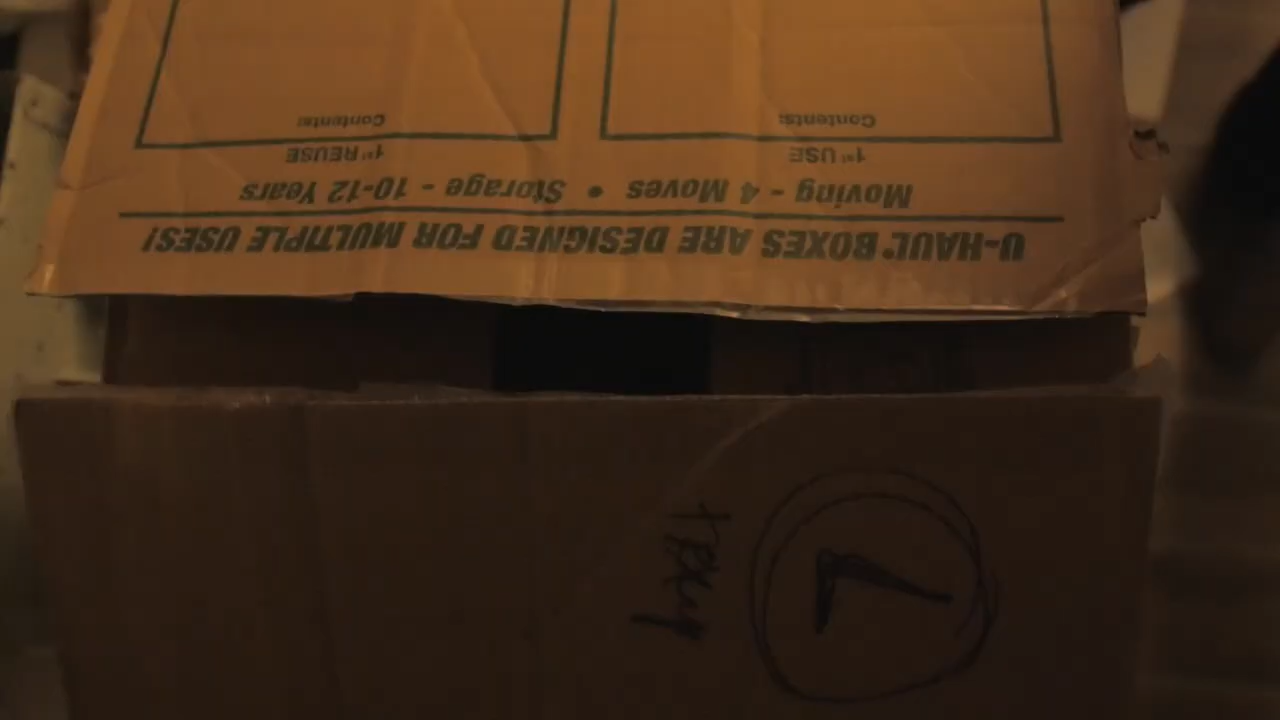 U-HAUL® BOXES ARE DESIGNED FOR MULTIPLE USES!
Moving - 4 Moves • Storage - 10-12 Years
1ST USE 1ST REUSE
Contents: Contents:
7